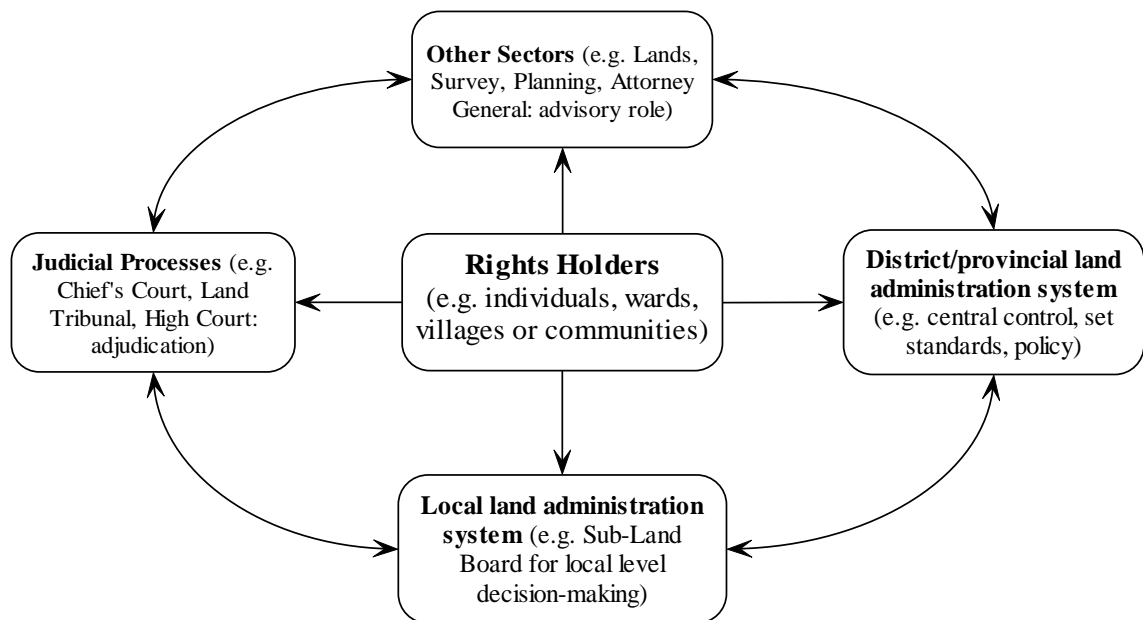 Other Sectors (e.g. Lands,
Survey, Planning, Attorney
General: advisory role)
Judicial Processes (e.g.
Chief's Court, Land
Tribunal, High Court:
adjudication)
Rights Holders
(e.g. individuals, wards,
villages or communities)
District/provincial land
administration system
(e.g. central control, set
standards, policy)
Local land administration
system (e.g. Sub-Land
Board for local level
decision-making)